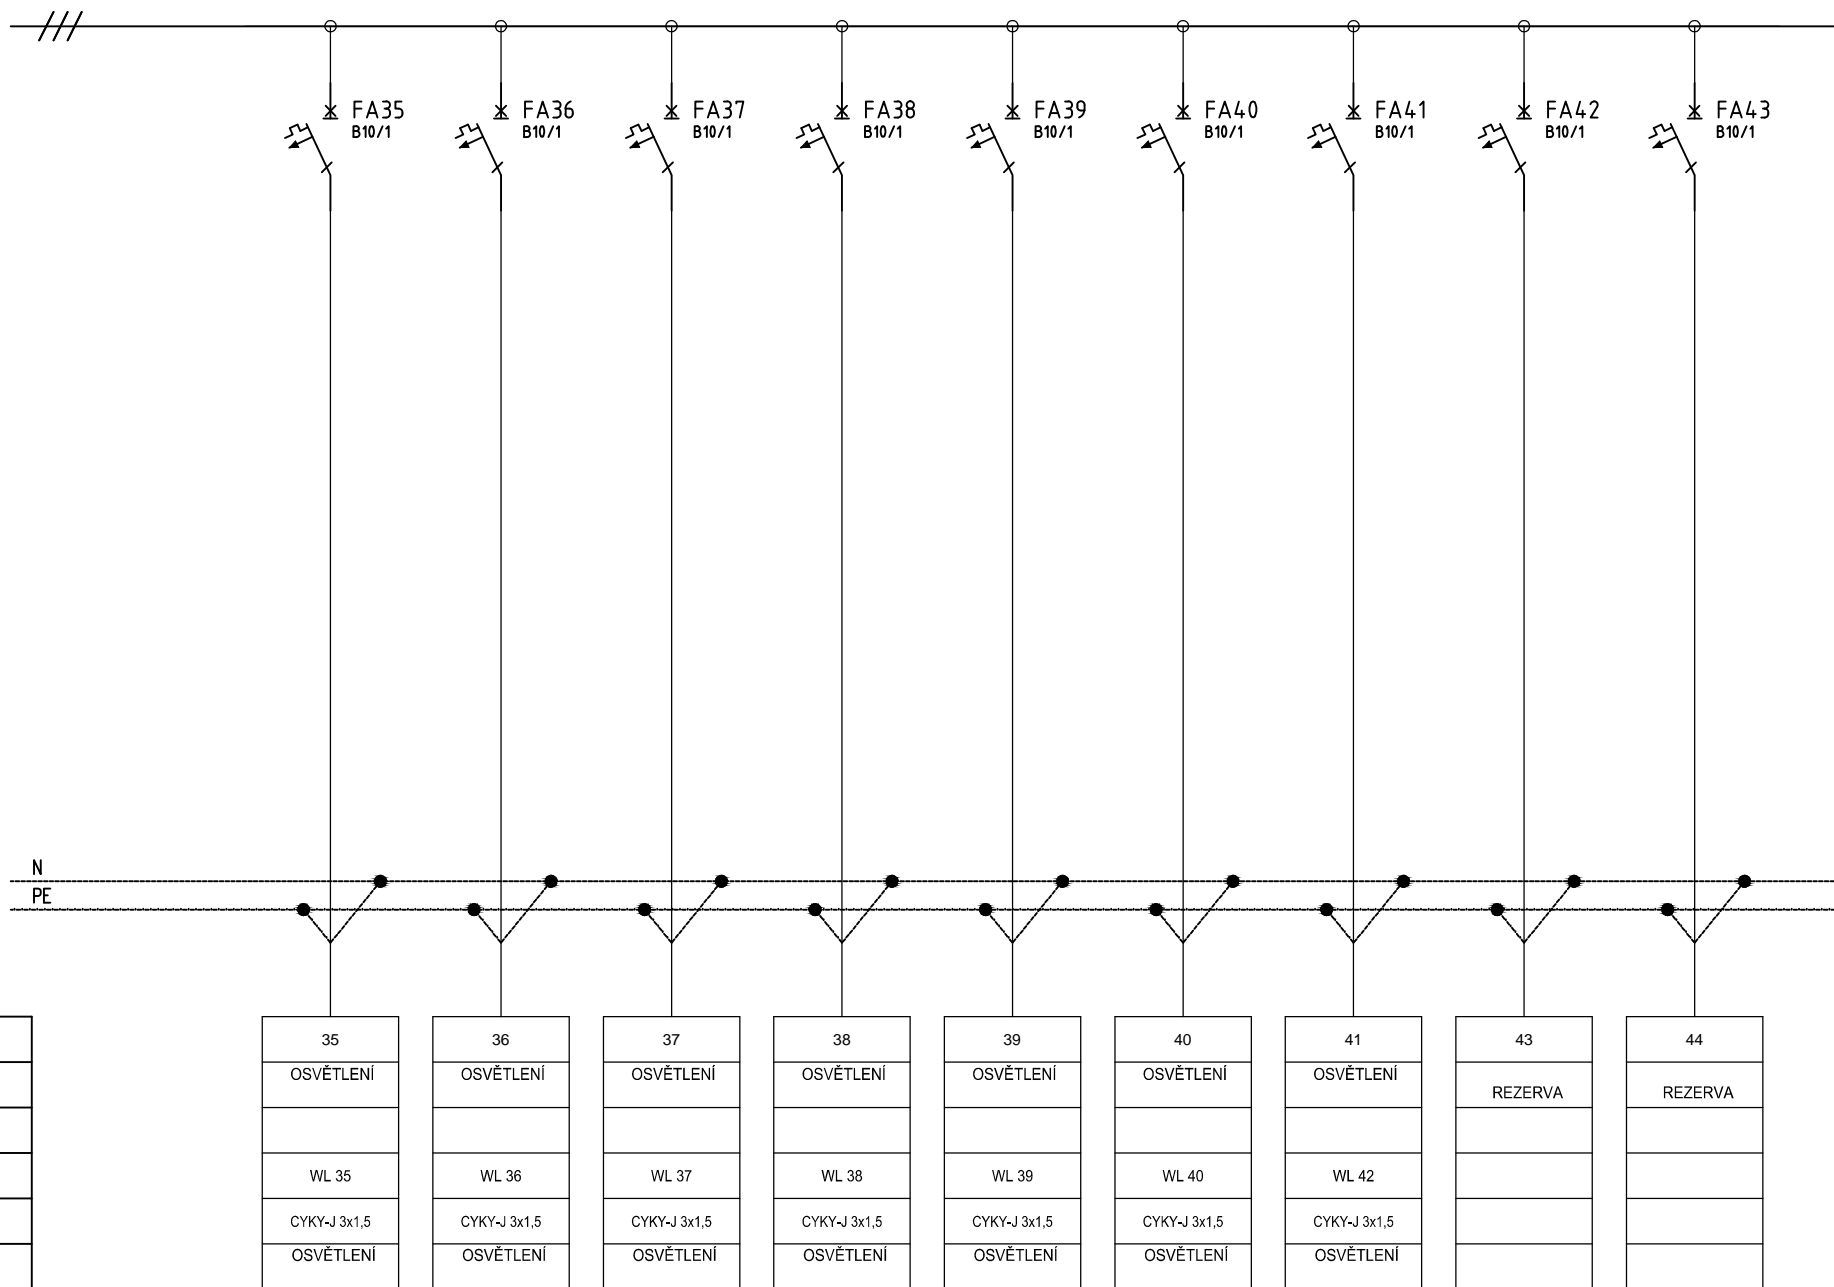 FA35 FA36 FA37 FA38 FA39 FA40 FA41 FA42 FA43
B10/1 B10/1 B10/1 B10/1 B10/1 B10/1 B10/1 B10/1 B10/1
N
PE
35 36 37 38 39 40 41 43 44
OSVĚTLENÍ OSVĚTLENÍ OSVĚTLENÍ OSVĚTLENÍ OSVĚTLENÍ OSVĚTLENÍ OSVĚTLENÍ
REZERVA REZERVA
WL 35 WL 36 WL 37 WL 38 WL 39 WL 40 WL 42
CYKY-J 3x1,5 CYKY-J 3x1,5 CYKY-J 3x1,5 CYKY-J 3x1,5 CYKY-J 3x1,5 CYKY-J 3x1,5 CYKY-J 3x1,5
OSVĚTLENÍ OSVĚTLENÍ OSVĚTLENÍ OSVĚTLENÍ OSVĚTLENÍ OSVĚTLENÍ OSVĚTLENÍ